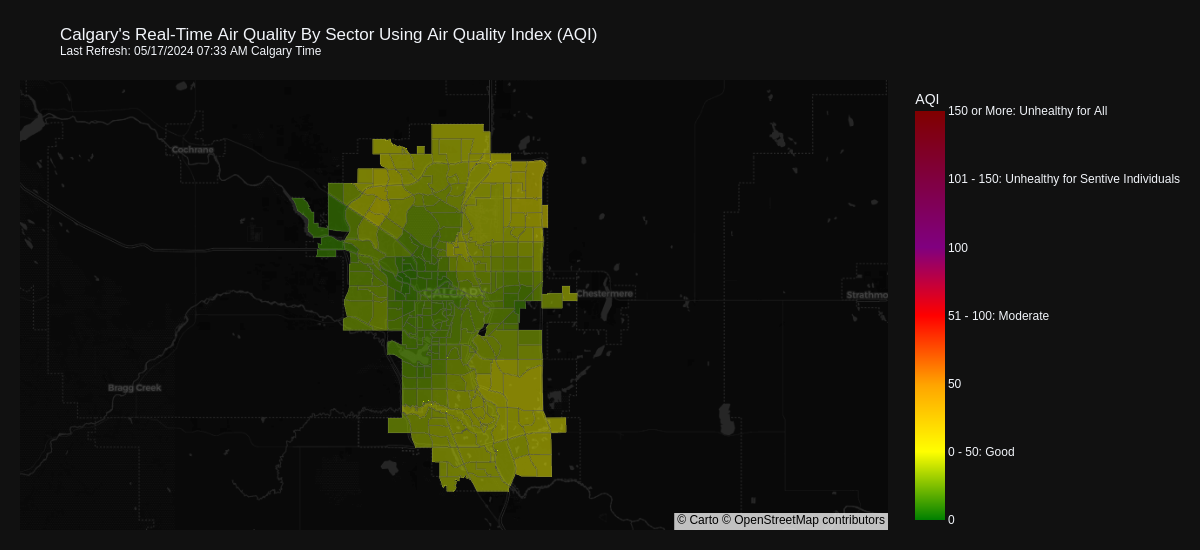 Calgary's Real-Time Air Quality By Sector Using Air Quality Index (AQI)
Last Refresh: 05/17/2024 07:33 AM Calgary Time
AQI
150 or More: Unhealthy for All
Cochrane
101 - 150: Unhealthy for Sentive Individuals
100
CALGARY
Chestermere
Strathmo
51 - 100: Moderate
50
Bragg Creek
0 - 50: Good
0
© Carto © OpenStreetMap contributors